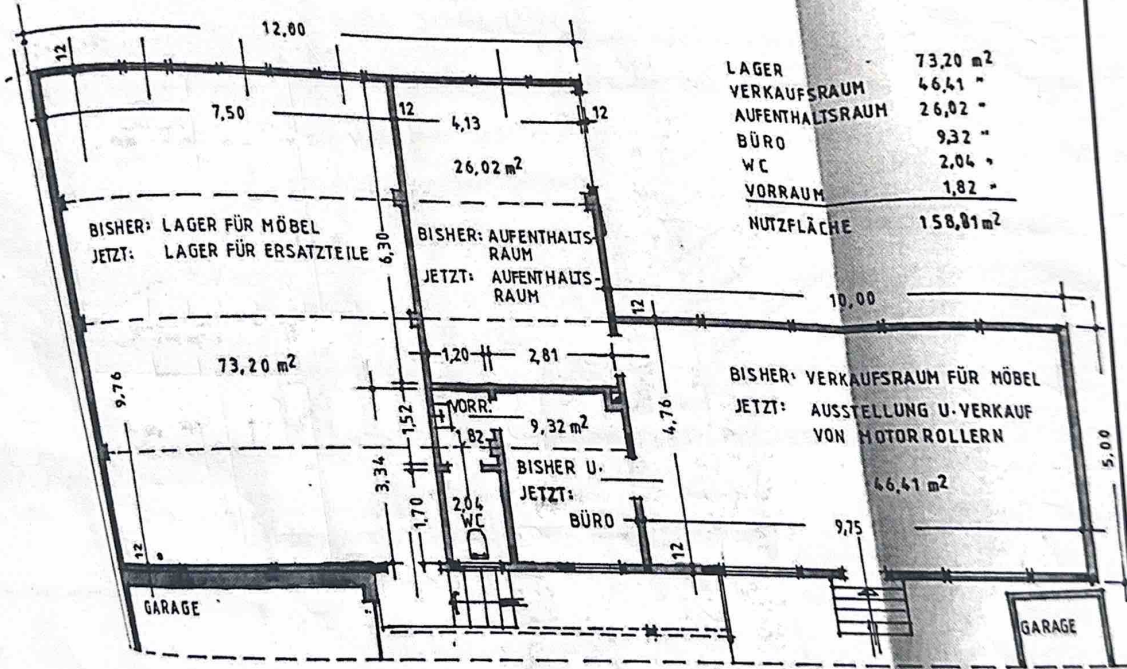 12,00
12
7,50
12
4,13
12
26,02 m²
LAGER 73,20 m²
VERKAUFSRAUM 46,41 "
AUFENTHALTSRAUM 26,02 "
BÜRO 9,32 "
WC 2,04 "
VORRAUM 1,82 "
NUTZFLÄCHE 158,81 m²
BISHER: LAGER FÜR MÖBEL
JETZT: LAGER FÜR ERSATZTEILE
6,30
BISHER: AUFENTHALTS-
RAUM
JETZT: AUFENTHALTS-
RAUM
12
10,00
73,20 m²
9,76
1,20
2,81
4,76
BISHER: VERKAUFSRAUM FÜR MÖBEL
JETZT: AUSSTELLUNG U. VERKAUF
VON MOTORROLLERN
46,41 m²
5,00
9,75
VORR.
1,82
9,32 m²
1,52
3,34
1,70
BISHER U.
JETZT:
BÜRO
2,04
WC
12
12
GARAGE
GARAGE